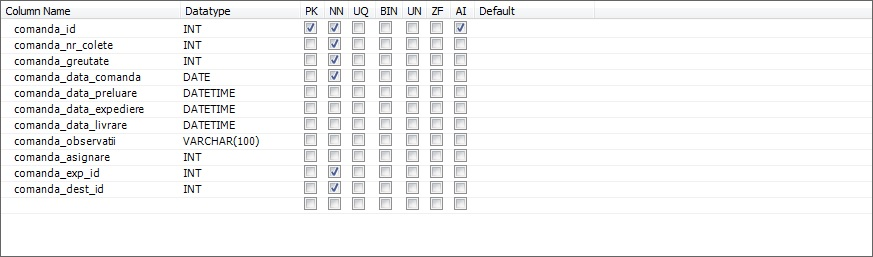 Column Name Datatype PK NN UQ BIN UN ZF AI Default
comanda_id INT
comanda_nr_colete INT
comanda_greutate INT
comanda_data_comanda DATE
comanda_data_preluare DATETIME
comanda_data_expediere DATETIME
comanda_data_livrare DATETIME
comanda_observatii VARCHAR(100)
comanda_asignare INT
comanda_exp_id INT
comanda_dest_id INT